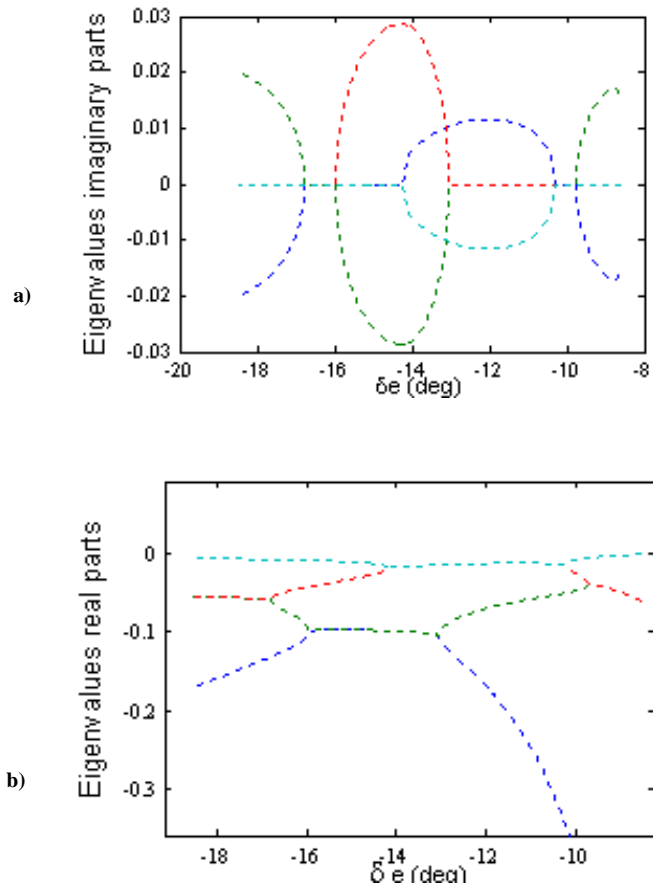 0.03
0.02
0.01
0
-0.01
-0.02
-0.03
Eigenvalues imaginary parts
a)
-20 -18 -16 -14 -12 -10 -8
δe (deg)
0
-0.1
-0.2
-0.3
Eigenvalues real parts
b)
-18 -16 -14 -12 -10
δ e (deg)